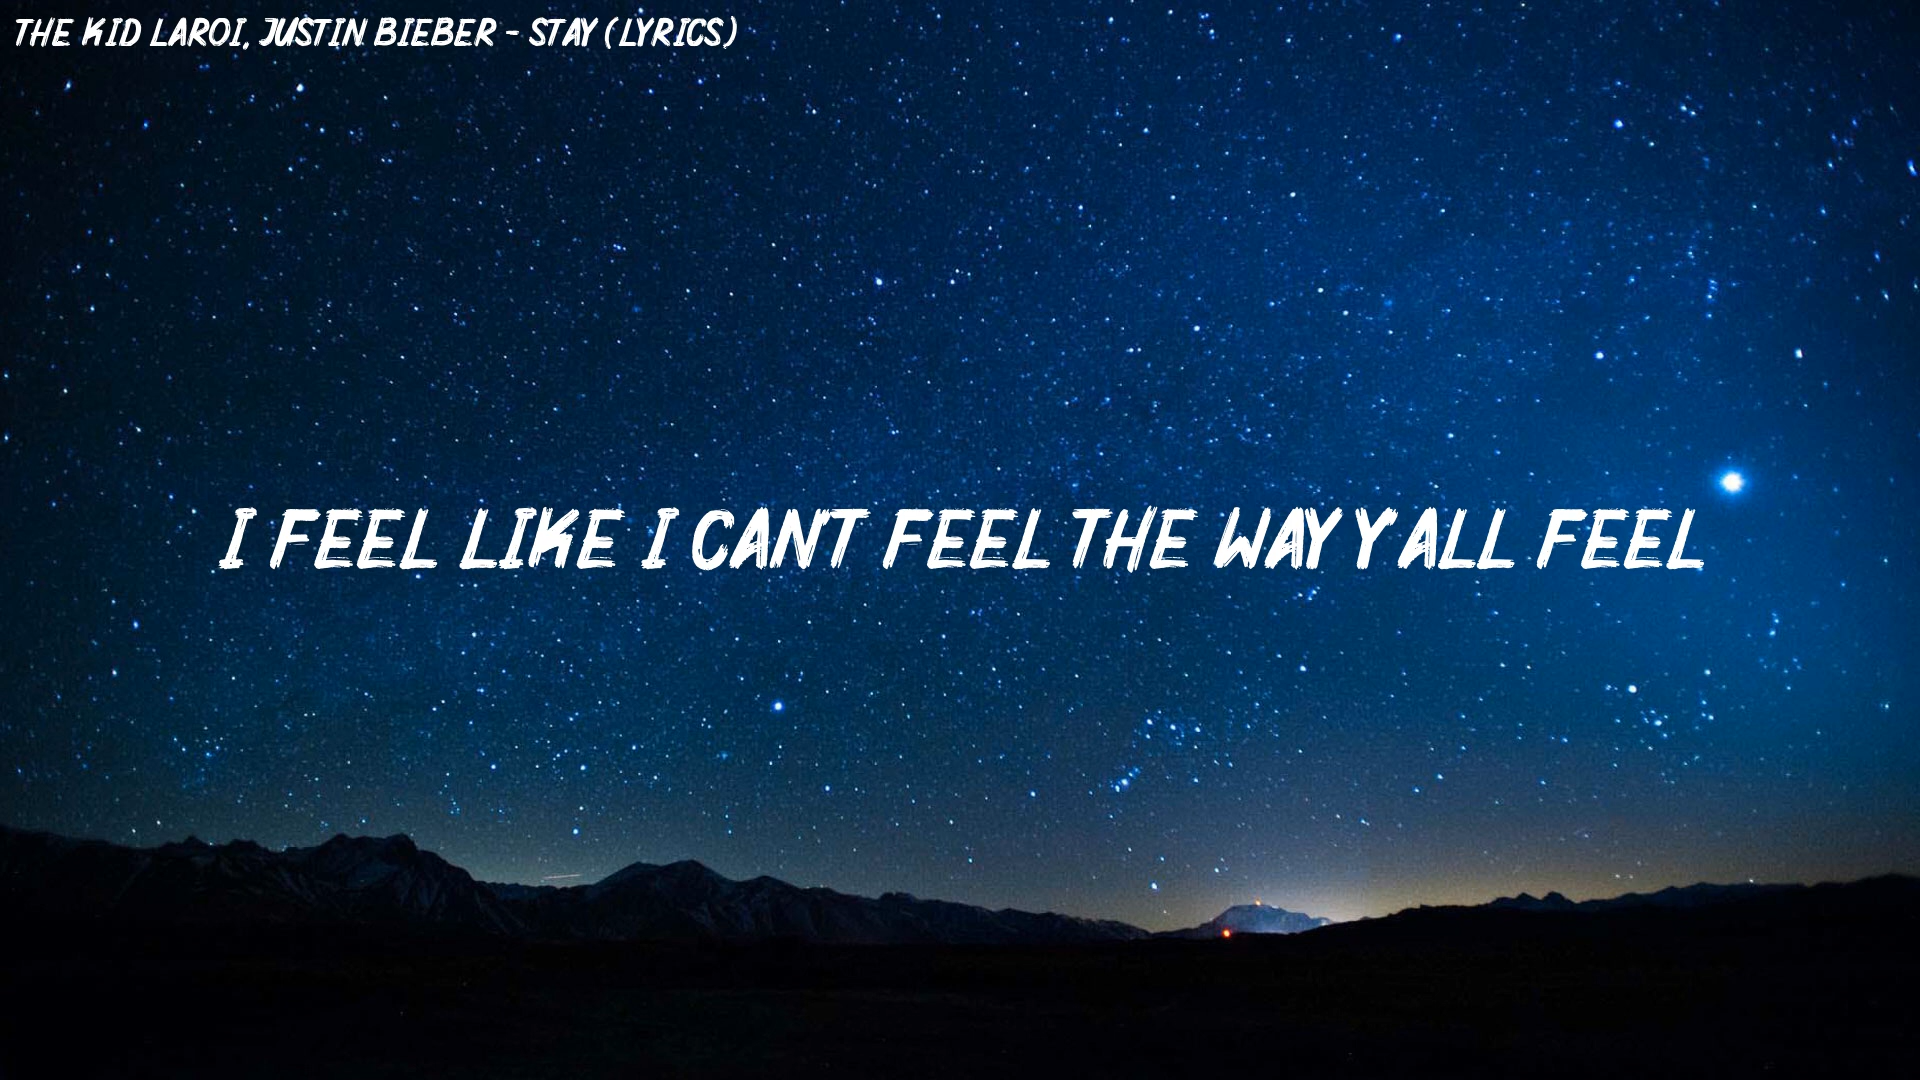 THE KID LAROI, JUSTIN BIEBER - STAY (LYRICS)
I FEEL LIKE I CAN'T FEEL THE WAY Y'ALL FEEL